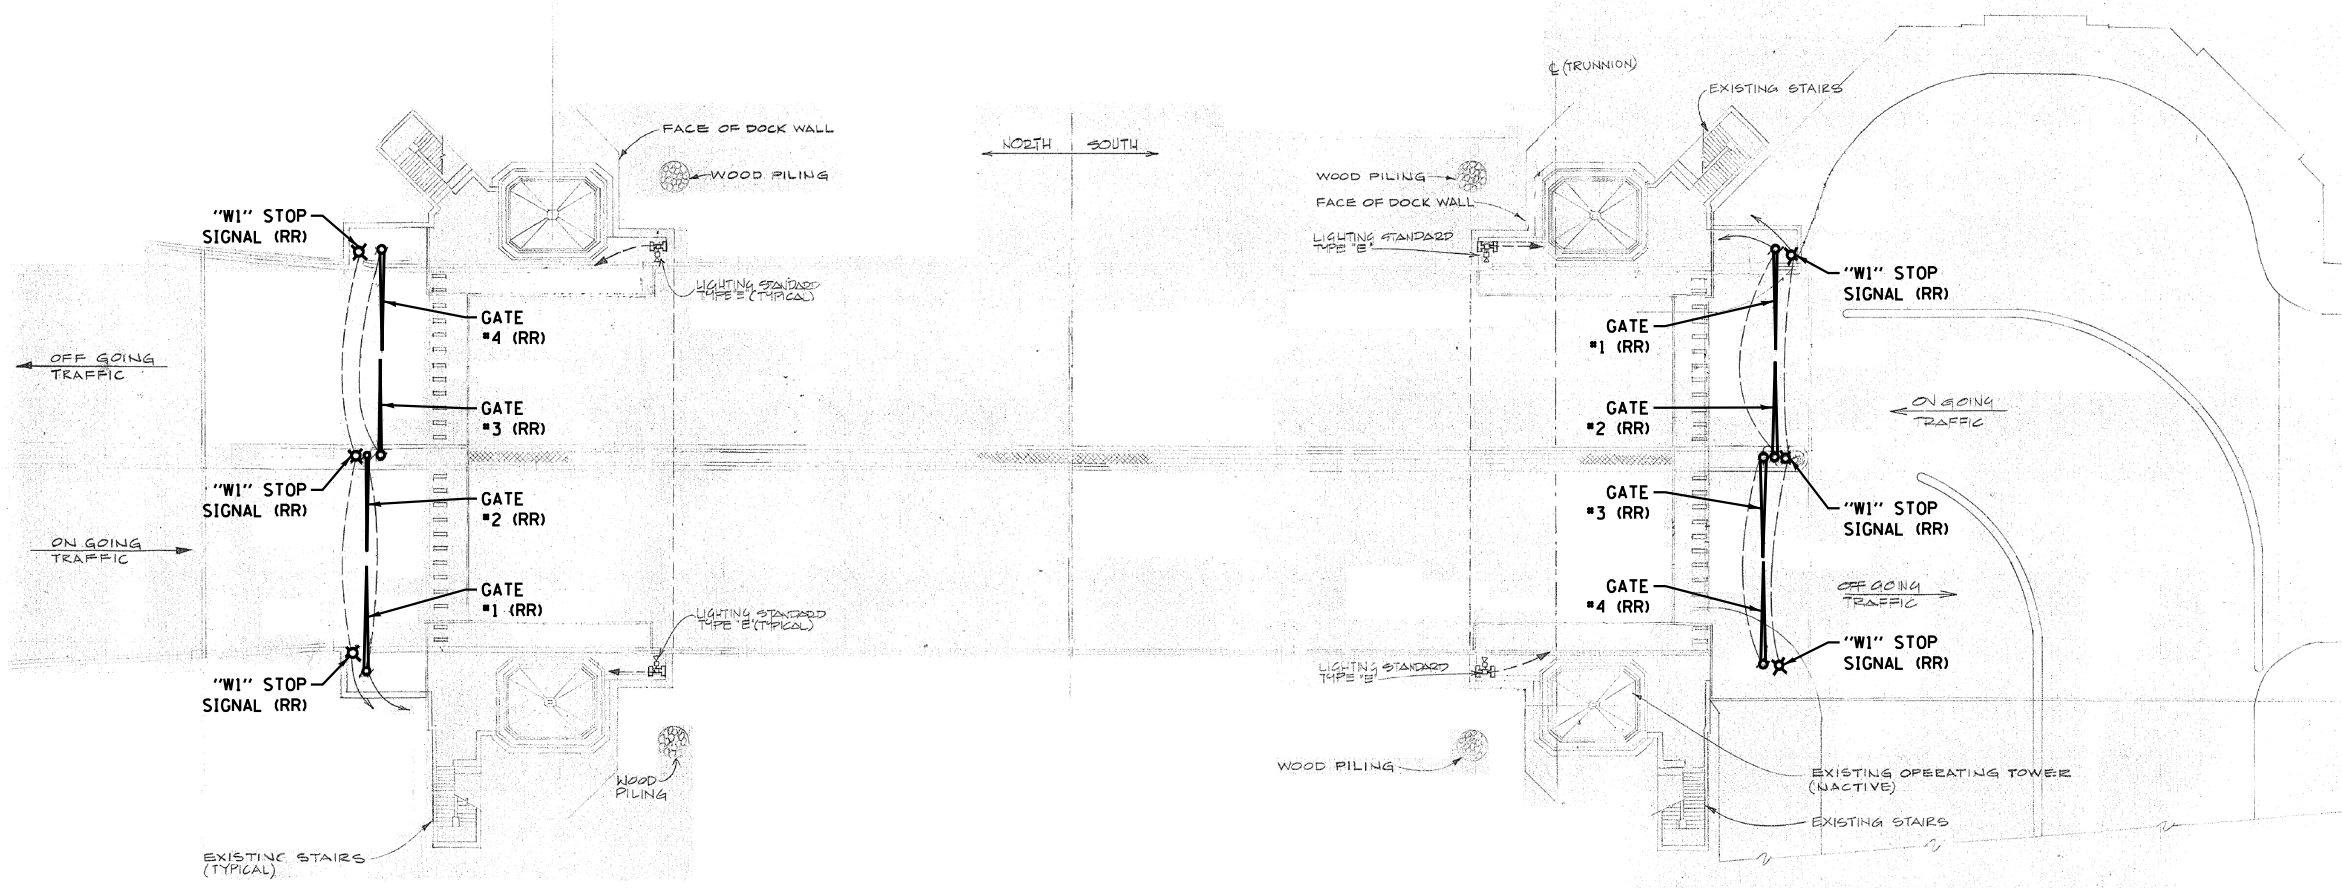 ℄ (TRUNNION)
EXISTING STAIRS
FACE OF DOCK WALL
WOOD PILING
NORTH SOUTH
WOOD PILING
FACE OF DOCK WALL
LIGHTING STANDARD
TYPE "E"
"W1" STOP
SIGNAL (RR)
LIGHTING STANDARD
TYPE "E" (TYPICAL)
"W1" STOP
SIGNAL (RR)
GATE
#4 (RR)
GATE
#1 (RR)
OFF GOING
TRAFFIC
GATE
#3 (RR)
GATE
#2 (RR)
ON GOING
TRAFFIC
"W1" STOP
SIGNAL (RR)
GATE
#2 (RR)
GATE
#3 (RR)
"W1" STOP
SIGNAL (RR)
ON GOING
TRAFFIC
GATE
#1 (RR)
GATE
#4 (RR)
OFF GOING
TRAFFIC
LIGHTING STANDARD
TYPE "E" (TYPICAL)
"W1" STOP
SIGNAL (RR)
LIGHTING STANDARD
TYPE "E"
"W1" STOP
SIGNAL (RR)
WOOD
PILING
WOOD PILING
EXISTING OPERATING TOWER
(INACTIVE)
EXISTING STAIRS
EXISTING STAIRS
(TYPICAL)